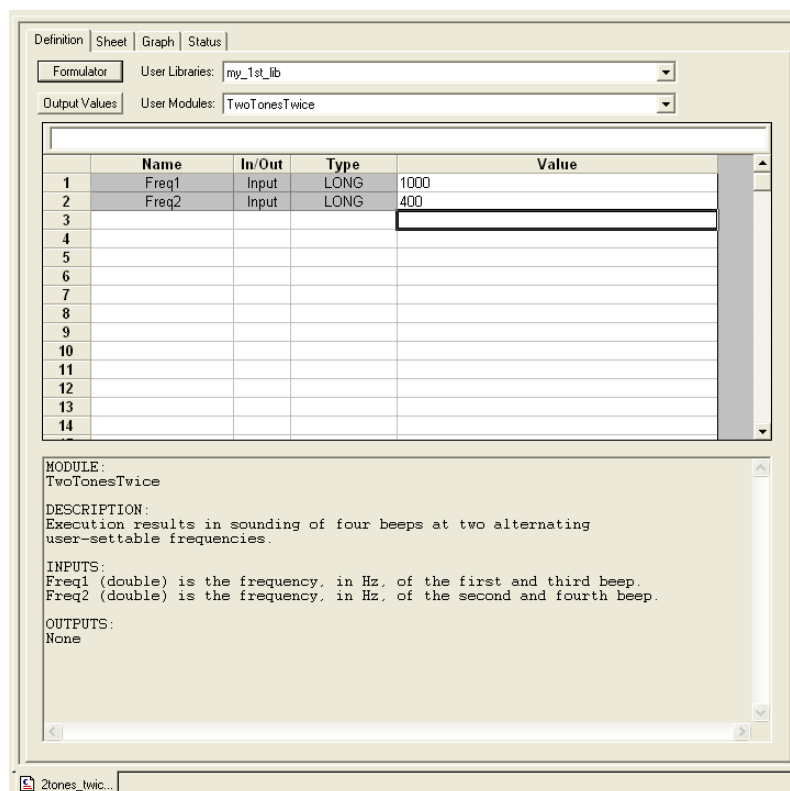 Definition Sheet Graph Status
Formulator User Libraries: my_1st_lib
Output Values User Modules: TwoTonesTwice
Name In/Out Type Value
1 Freq1 Input LONG 1000
2 Freq2 Input LONG 400
3
4
5
6
7
8
9
10
11
12
13
14
MODULE:
TwoTonesTwice
DESCRIPTION:
Execution results in sounding of four beeps at two alternating
user-settable frequencies.
INPUTS:
Freq1 (double) is the frequency, in Hz, of the first and third beep.
Freq2 (double) is the frequency, in Hz, of the second and fourth beep.
OUTPUTS:
None
2tones_twic...